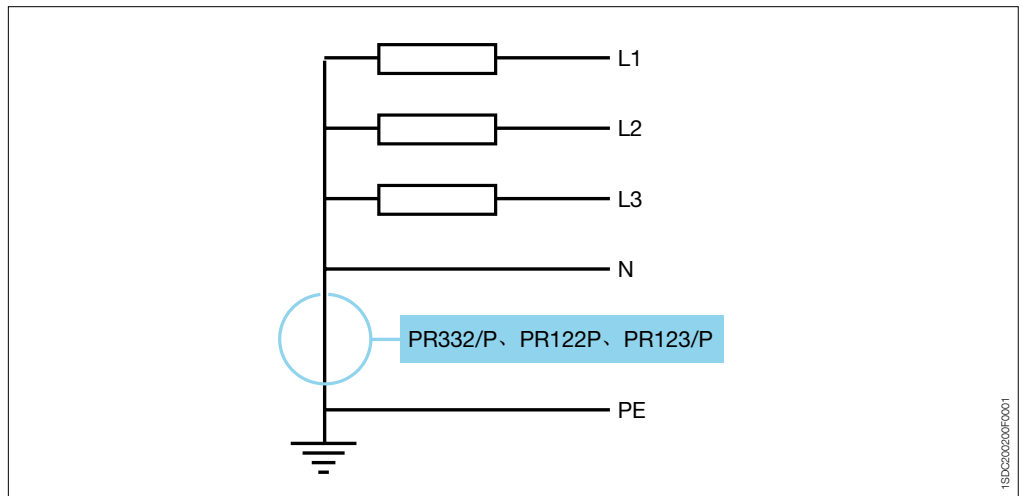 L1
L2
L3
N
PR332/P、PR122P、PR123/P
PE
1SDC200200F0001